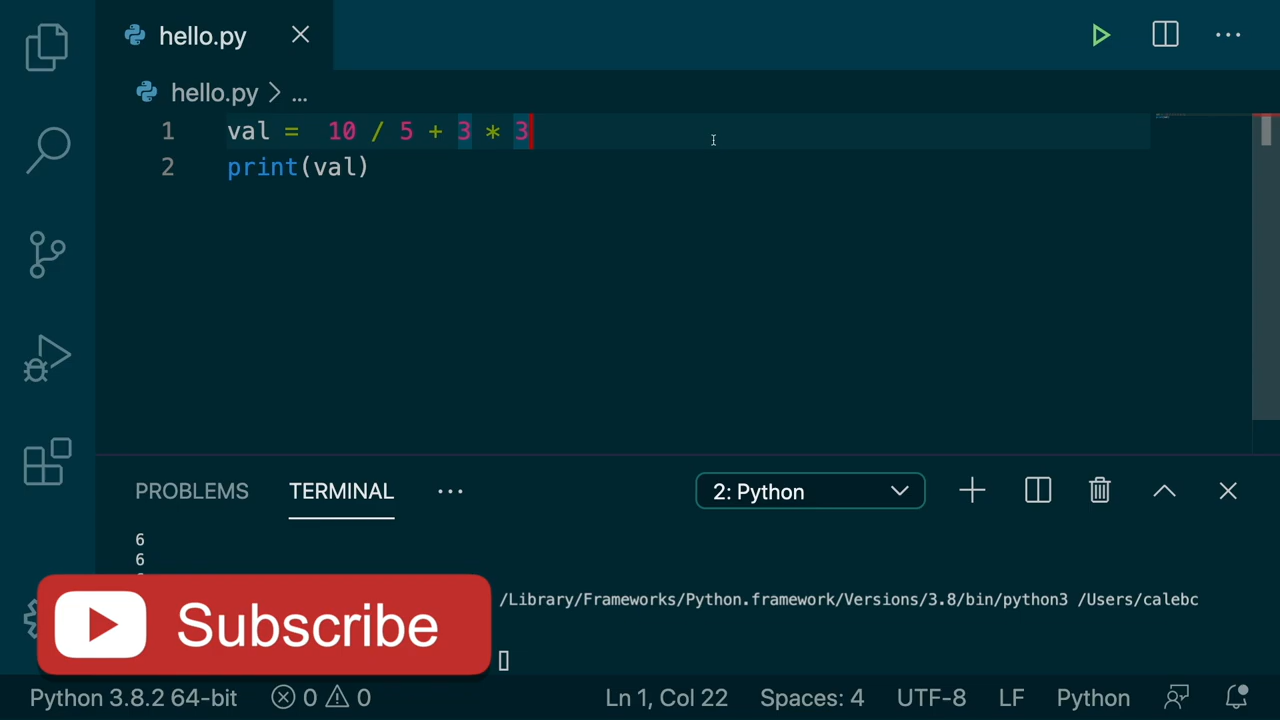 hello.py
hello.py > ...
1 val =  10 / 5 + 3 * 3
2 print(val)
PROBLEMS TERMINAL ... 2: Python
6
6
/Library/Frameworks/Python.framework/Versions/3.8/bin/python3 /Users/calebc
Subscribe
Python 3.8.2 64-bit 0 0 Ln 1, Col 22 Spaces: 4 UTF-8 LF Python